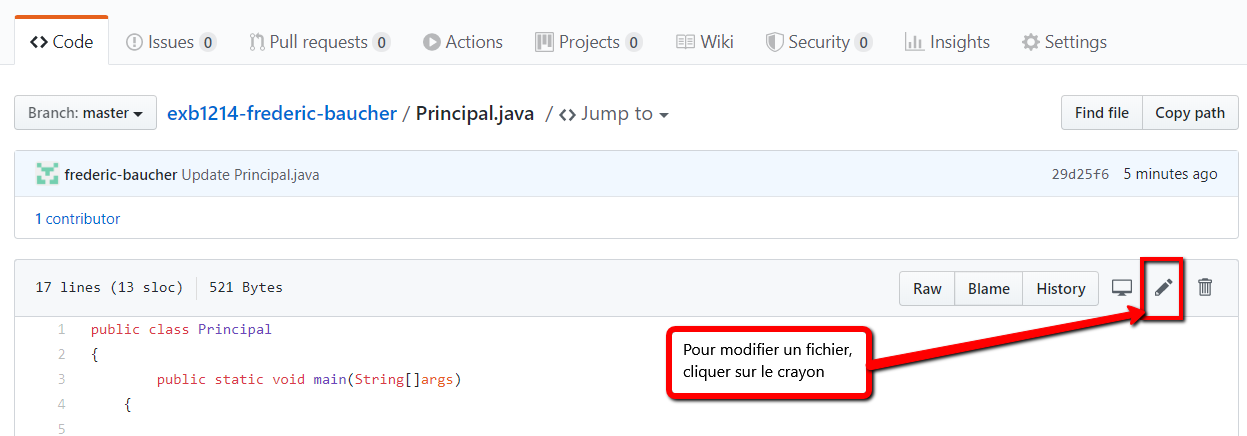 Code Issues 0 Pull requests 0 Actions Projects 0 Wiki Security 0 Insights Settings
Branch: master exb1214-frederic-baucher / Principal.java / <> Jump to Find file Copy path
frederic-baucher Update Principal.java 29d25f6 5 minutes ago
1 contributor
17 lines (13 sloc) 521 Bytes Raw Blame History
1 public class Principal
2 {
3 public static void main(String[]args)
4 {
5
Pour modifier un fichier,
cliquer sur le crayon